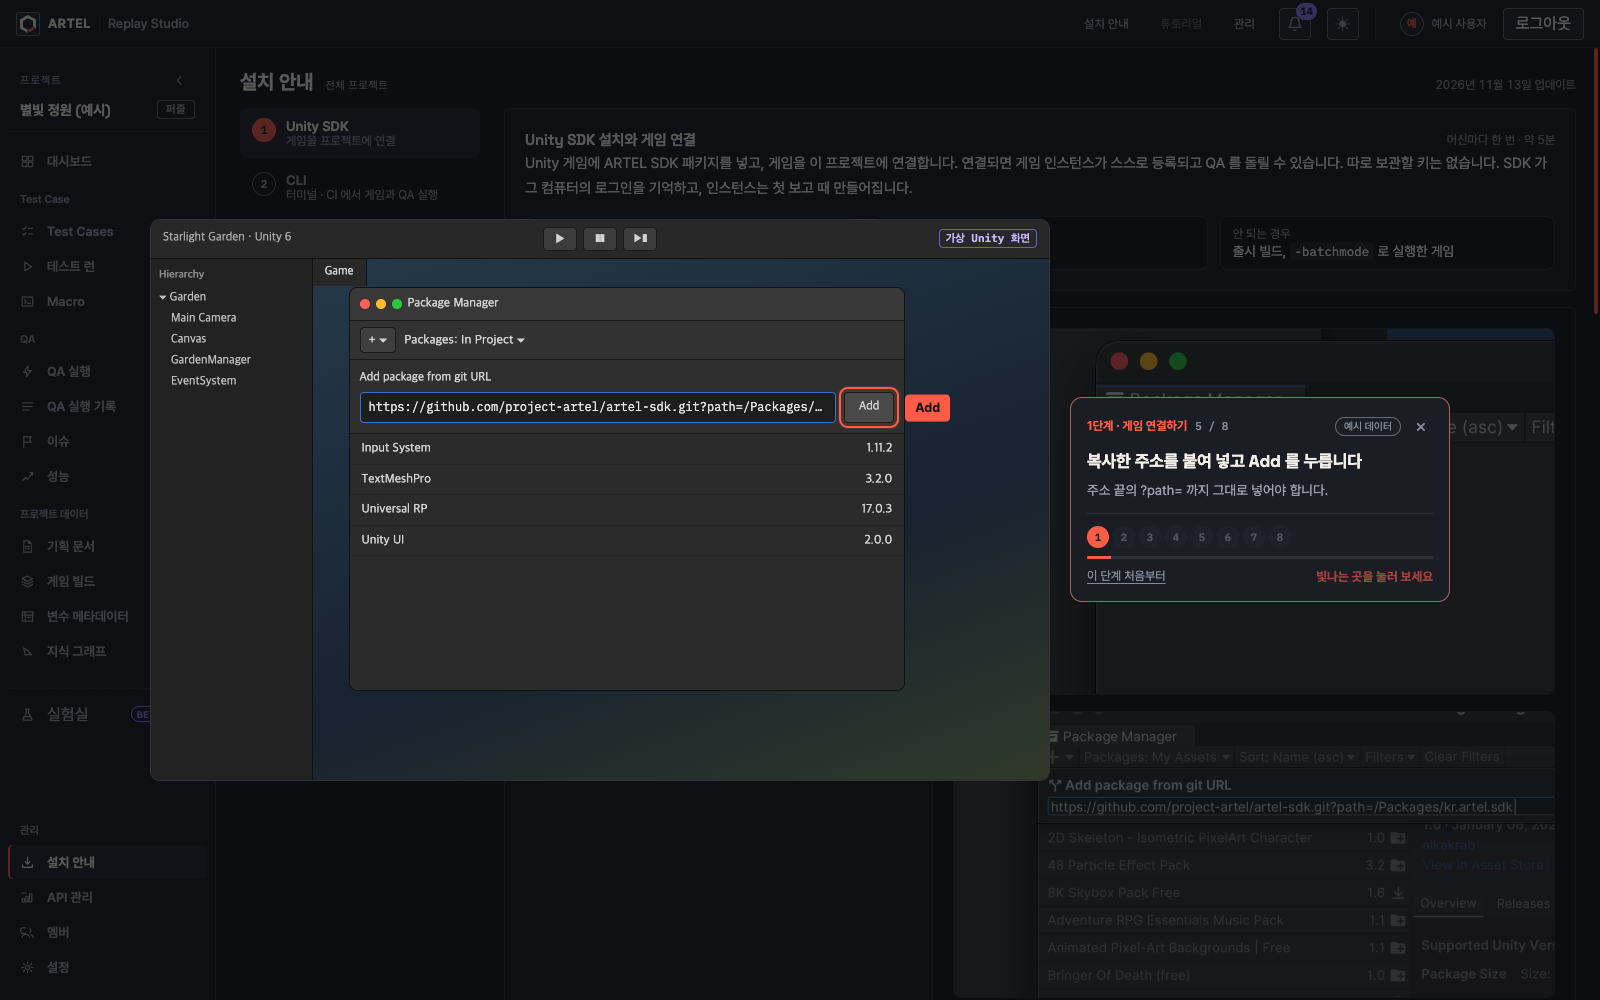 ARTEL Replay Studio
설치 안내 튜토리얼 관리 14 예 예시 사용자 로그아웃
프로젝트
별빛 정원 (예시) 퍼즐
대시보드
Test Case
Test Cases
테스트 런
Macro
QA
QA 실행
QA 실행 기록
이슈
성능
프로젝트 데이터
기획 문서
게임 빌드
변수 메타데이터
지식 그래프
실험실 BE
관리
설치 안내
API 관리
멤버
설정
설치 안내 전체 프로젝트
2026년 11월 13일 업데이트
1 Unity SDK
게임을 프로젝트에 연결
2 CLI
터미널 · CI 에서 게임과 QA 실행
Unity SDK 설치와 게임 연결
머신마다 한 번 · 약 5분
Unity 게임에 ARTEL SDK 패키지를 넣고, 게임을 이 프로젝트에 연결합니다. 연결되면 게임 인스턴스가 스스로 등록되고 QA 를 돌릴 수 있습니다. 따로 보관할 키는 없습니다. SDK 가
그 컴퓨터의 로그인을 기억하고, 인스턴스는 첫 보고 때 만들어집니다.
안 되는 경우
출시 빌드, -batchmode 로 실행한 게임
Starlight Garden · Unity 6
가상 Unity 화면
Hierarchy
Garden
Main Camera
Canvas
GardenManager
EventSystem
Game
Package Manager
+ Packages: In Project
Add package from git URL
https://github.com/project-artel/artel-sdk.git?path=/Packages/… Add
Add
Input System 1.11.2
TextMeshPro 3.2.0
Universal RP 17.0.3
Unity UI 2.0.0
Package Manager
e (asc) Filt
1단계 · 게임 연결하기 5 / 8 예시 데이터
복사한 주소를 붙여 넣고 Add 를 누릅니다
주소 끝의 ?path= 까지 그대로 넣어야 합니다.
1 2 3 4 5 6 7 8
이 단계 처음부터 빛나는 곳을 눌러 보세요
Package Manager
+ Packages: My Assets Sort: Name (asc) Filters Clear Filters
Add package from git URL
https://github.com/project-artel/artel-sdk.git?path=/Packages/kr.artel.sdk
2D Skeleton - Isometric PixelArt Character 1.0
48 Particle Effect Pack 3.2
8K Skybox Pack Free 1.6
Adventure RPG Essentials Music Pack 1.1
Animated Pixel-Art Backgrounds | Free 1.1
Bringer Of Death (free) 1.0
View in Asset Store
Overview Releases
Supported Unity Ver
Package Size Size: